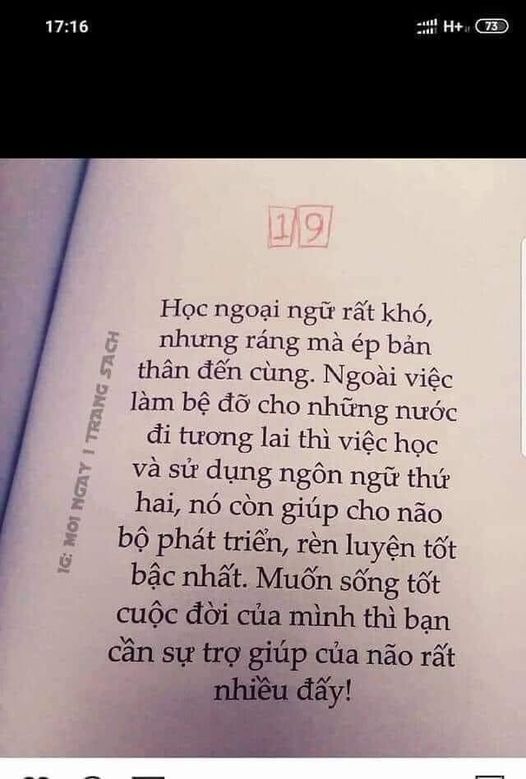 17:16
H+ 73
19
Học ngoại ngữ rất khó,
nhưng ráng mà ép bản
thân đến cùng. Ngoài việc
làm bệ đỡ cho những nước
đi tương lai thì việc học
và sử dụng ngôn ngữ thứ
hai, nó còn giúp cho não
bộ phát triển, rèn luyện tốt
bậc nhất. Muốn sống tốt
cuộc đời của mình thì bạn
cần sự trợ giúp của não rất
nhiều đấy!
IG: MOI NGAY 1 TRANG SACH